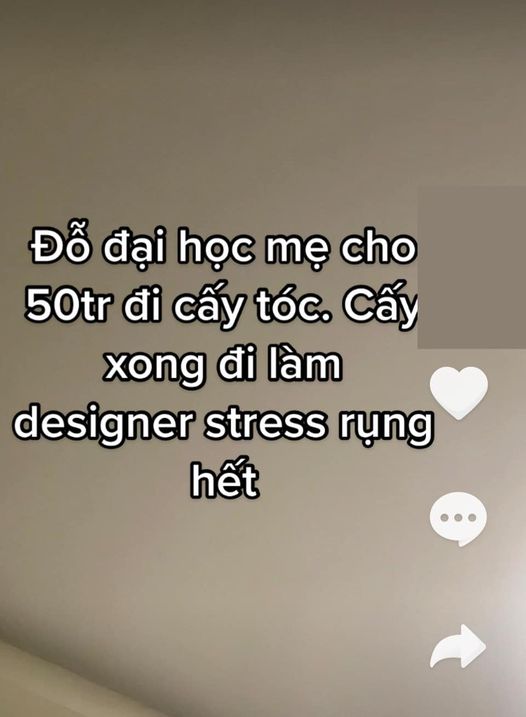 Đỗ đại học mẹ cho
50tr đi cấy tóc. Cấy
xong đi làm
designer stress rụng
hết